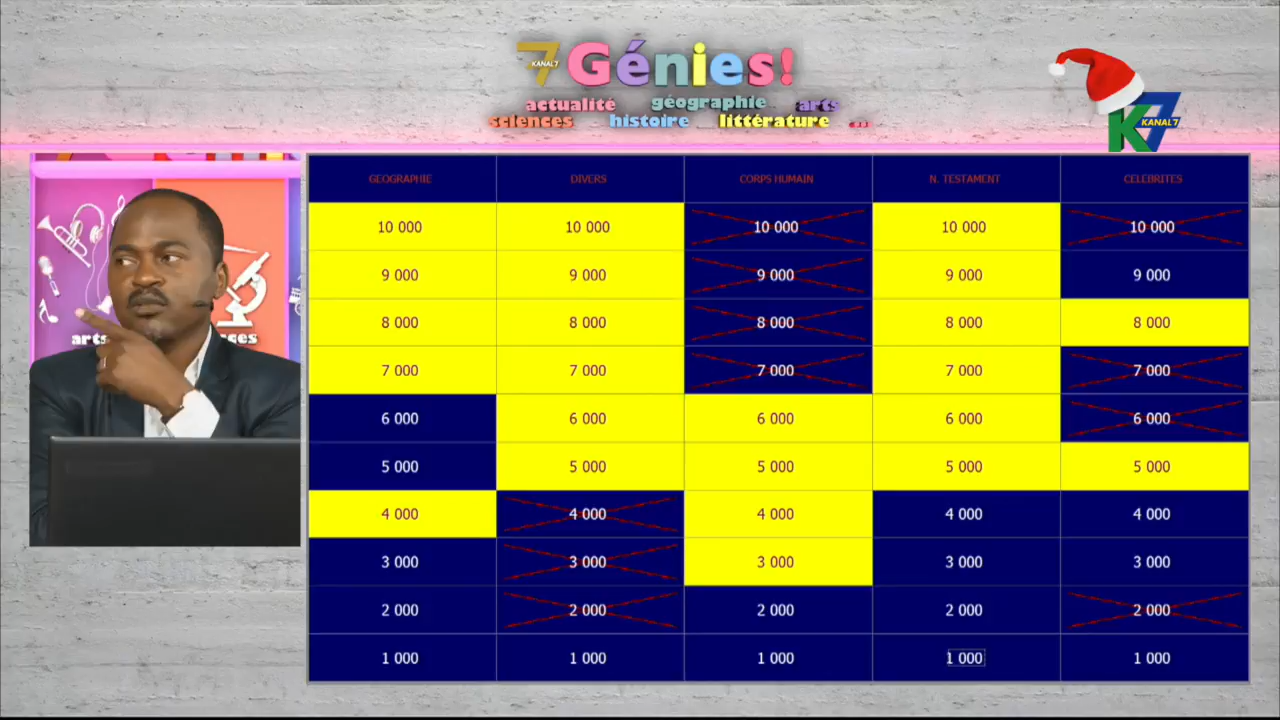 7 KANAL7 Génies!
actualité géographie arts
sciences histoire littérature ...
K7 KANAL7
arts
ces
GEOGRAPHIE DIVERS CORPS HUMAIN N. TESTAMENT CELEBRITES
10 000 10 000 10 000 10 000 10 000
9 000 9 000 9 000 9 000 9 000
8 000 8 000 8 000 8 000 8 000
7 000 7 000 7 000 7 000 7 000
6 000 6 000 6 000 6 000 6 000
5 000 5 000 5 000 5 000 5 000
4 000 4 000 4 000 4 000 4 000
3 000 3 000 3 000 3 000 3 000
2 000 2 000 2 000 2 000 2 000
1 000 1 000 1 000 1 000 1 000